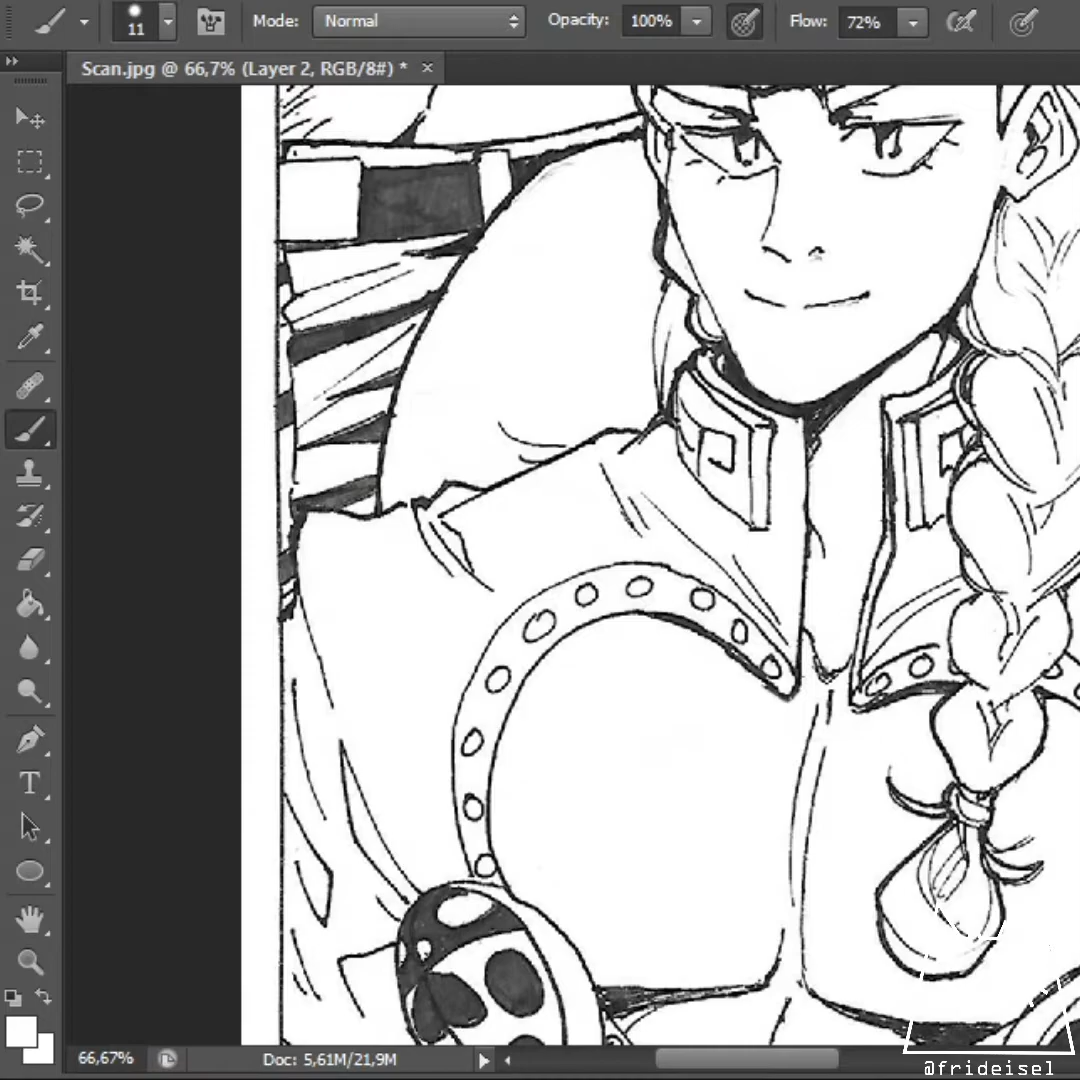 11 Mode: Normal Opacity: 100% Flow: 72%
Scan.jpg @ 66,7% (Layer 2, RGB/8#) * ×
T
66,67% Doc: 5,61M/21,9M
@frideisel